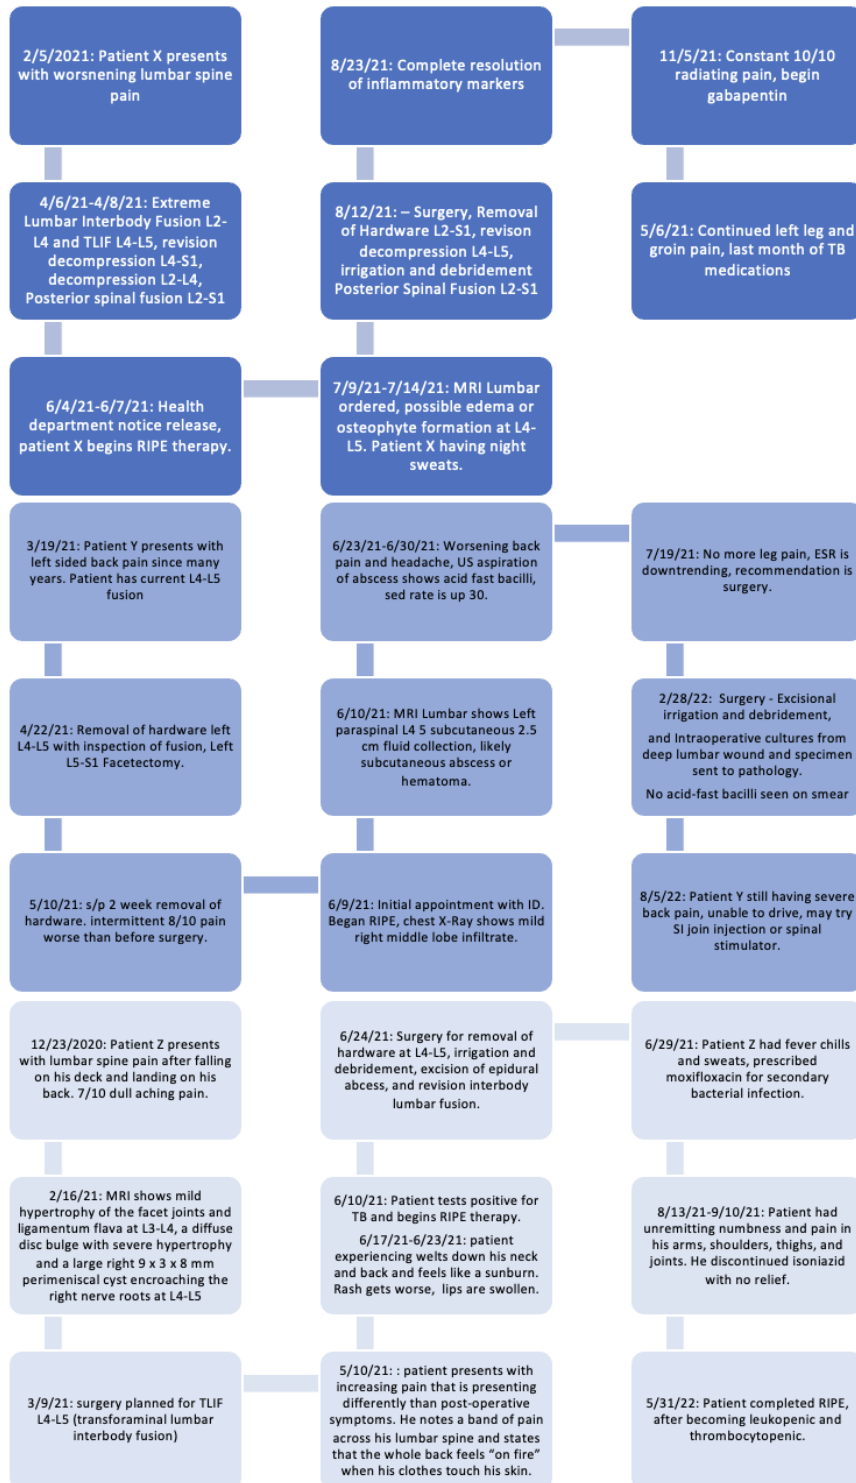 2/5/2021: Patient X presents
with worsnening lumbar spine
pain
4/6/21-4/8/21: Extreme
Lumbar Interbody Fusion L2-
L4 and TLIF L4-L5, revision
decompression L4-S1,
decompression L2-L4,
Posterior spinal fusion L2-S1
6/4/21-6/7/21: Health
department notice release,
patient X begins RIPE therapy.
7/9/21-7/14/21: MRI Lumbar
ordered, possible edema or
osteophyte formation at L4-
L5. Patient X having night
sweats.
8/12/21: – Surgery, Removal
of Hardware L2-S1, revison
decompression L4-L5,
irrigation and debridement
Posterior Spinal Fusion L2-S1
8/23/21: Complete resolution
of inflammatory markers
11/5/21: Constant 10/10
radiating pain, begin
gabapentin
5/6/21: Continued left leg and
groin pain, last month of TB
medications
3/19/21: Patient Y presents with
left sided back pain since many
years. Patient has current L4-L5
fusion
4/22/21: Removal of hardware left
L4-L5 with inspection of fusion, Left
L5-S1 Facetectomy.
5/10/21: s/p 2 week removal of
hardware. intermittent 8/10 pain
worse than before surgery.
6/9/21: Initial appointment with ID.
Began RIPE, chest X-Ray shows mild
right middle lobe infiltrate.
6/10/21: MRI Lumbar shows Left
paraspinal L4 5 subcutaneous 2.5
cm fluid collection, likely
subcutaneous abscess or
hematoma.
6/23/21-6/30/21: Worsening back
pain and headache, US aspiration of
abscess shows acid fast bacilli,
sed rate is up 30.
7/19/21: No more leg pain, ESR is
downtrending, recommendation is
surgery.
2/28/22:  Surgery - Excisional
irrigation and debridement,
and Intraoperative cultures from
deep lumbar wound and specimen
sent to pathology.
No acid-fast bacilli seen on smear
8/5/22: Patient Y still having severe
back pain, unable to drive, may try
SI join injection or spinal
stimulator.
12/23/2020: Patient Z presents
with lumbar spine pain after falling
on his deck and landing on his
back. 7/10 dull aching pain.
2/16/21: MRI shows mild
hypertrophy of the facet joints and
ligamentum flava at L3-L4, a diffuse
disc bulge with severe hypertrophy
and a large right 9 x 3 x 8 mm
perimeniscal cyst encroaching the
right nerve roots at L4-L5
3/9/21: surgery planned for TLIF
L4-L5 (transforaminal lumbar
interbody fusion)
5/10/21: : patient presents with
increasing pain that is presenting
differently than post-operative
symptoms. He notes a band of pain
across his lumbar spine and states
that the whole back feels “on fire”
when his clothes touch his skin.
6/10/21: Patient tests positive for
TB and begins RIPE therapy.
6/17/21-6/23/21: patient
experiencing welts down his neck
and back and feels like a sunburn.
Rash gets worse,  lips are swollen.
6/24/21: Surgery for removal of
hardware at L4-L5, irrigation and
debridement, excision of epidural
abcess, and revision interbody
lumbar fusion.
6/29/21: Patient Z had fever chills
and sweats, prescribed
moxifloxacin for secondary
bacterial infection.
8/13/21-9/10/21: Patient had
unremitting numbness and pain in
his arms, shoulders, thighs, and
joints. He discontinued isoniazid
with no relief.
5/31/22: Patient completed RIPE,
after becoming leukopenic and
thrombocytopenic.